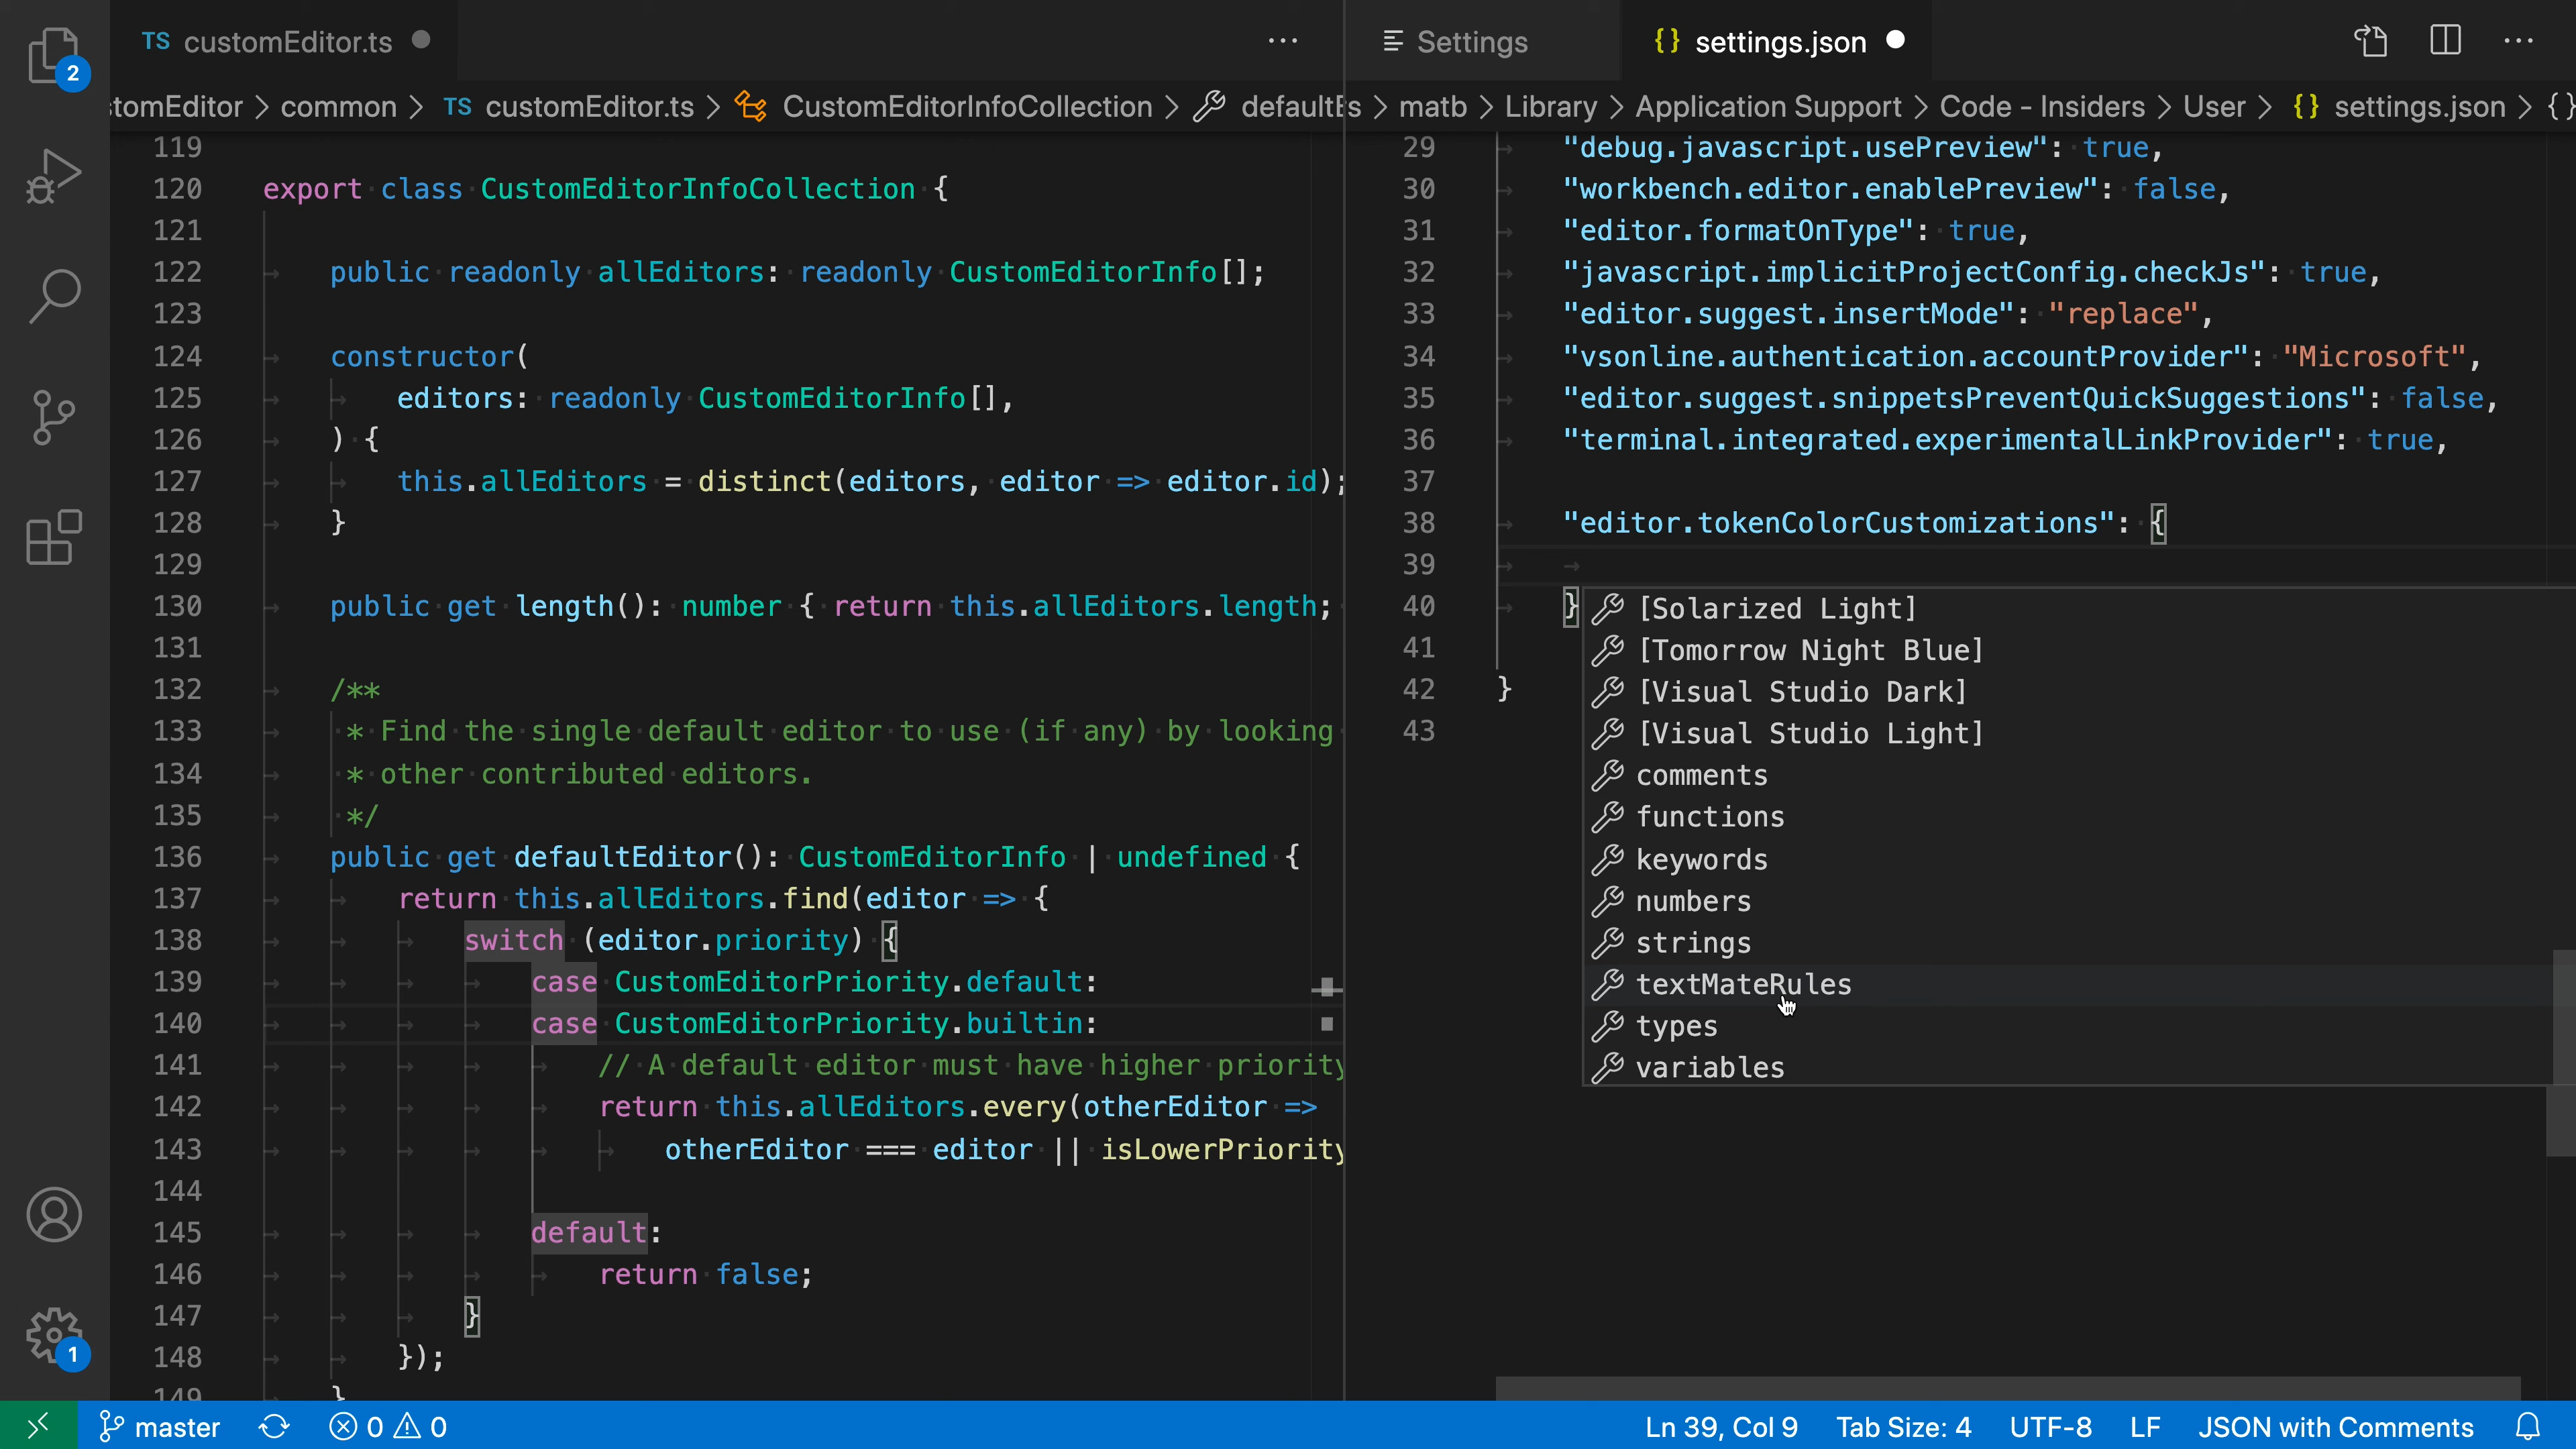 TS customEditor.ts
Settings
{} settings.json
2
tomEditor > common > TS customEditor.ts > CustomEditorInfoCollection > defaultE
s > matb > Library > Application Support > Code - Insiders > User > {} settings.json > {}
119
120 export class CustomEditorInfoCollection {
121
122 public readonly allEditors: readonly CustomEditorInfo[];
123
124 constructor(
125 editors: readonly CustomEditorInfo[],
126 ) {
127 this.allEditors = distinct(editors, editor => editor.id);
128 }
129
130 public get length(): number { return this.allEditors.length;
131
132 /**
133 * Find the single default editor to use (if any) by looking
134 * other contributed editors.
135 */
136 public get defaultEditor(): CustomEditorInfo | undefined {
137 return this.allEditors.find(editor => {
138 switch (editor.priority) {
139 case CustomEditorPriority.default:
140 case CustomEditorPriority.builtin:
141 // A default editor must have higher priority
142 return this.allEditors.every(otherEditor =>
143 otherEditor === editor || isLowerPriority
144
145 default:
146 return false;
147 }
148 });
149 }
29 "debug.javascript.usePreview": true,
30 "workbench.editor.enablePreview": false,
31 "editor.formatOnType": true,
32 "javascript.implicitProjectConfig.checkJs": true,
33 "editor.suggest.insertMode": "replace",
34 "vsonline.authentication.accountProvider": "Microsoft",
35 "editor.suggest.snippetsPreventQuickSuggestions": false,
36 "terminal.integrated.experimentalLinkProvider": true,
37
38 "editor.tokenColorCustomizations": {
39
40 }
41
42 }
43
[Solarized Light]
[Tomorrow Night Blue]
[Visual Studio Dark]
[Visual Studio Light]
comments
functions
keywords
numbers
strings
textMateRules
types
variables
1
master 0 0
Ln 39, Col 9 Tab Size: 4 UTF-8 LF JSON with Comments